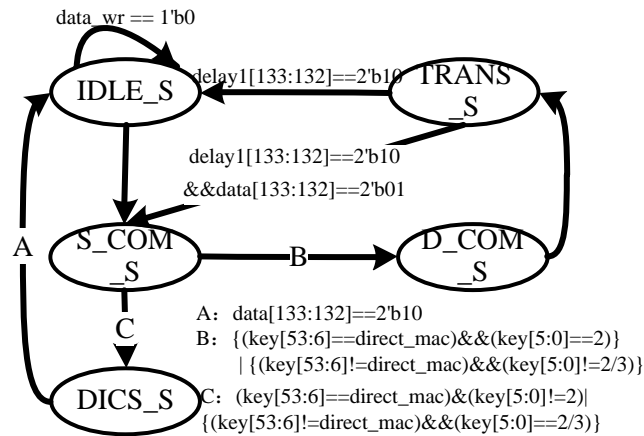 data_wr == 1'b0
IDLE_S
delay1[133:132]==2'b10
TRANS
_S
delay1[133:132]==2'b10
&&data[133:132]==2'b01
A
S_COM
_S
B
D_COM
_S
C
A：data[133:132]==2'b10
B：{(key[53:6]==direct_mac)&&(key[5:0]==2)}
| {(key[53:6]!=direct_mac)&&(key[5:0]!=2/3)}
DICS_S
C：(key[53:6]==direct_mac)&(key[5:0]!=2)|
{(key[53:6]!=direct_mac)&&(key[5:0]==2/3)}